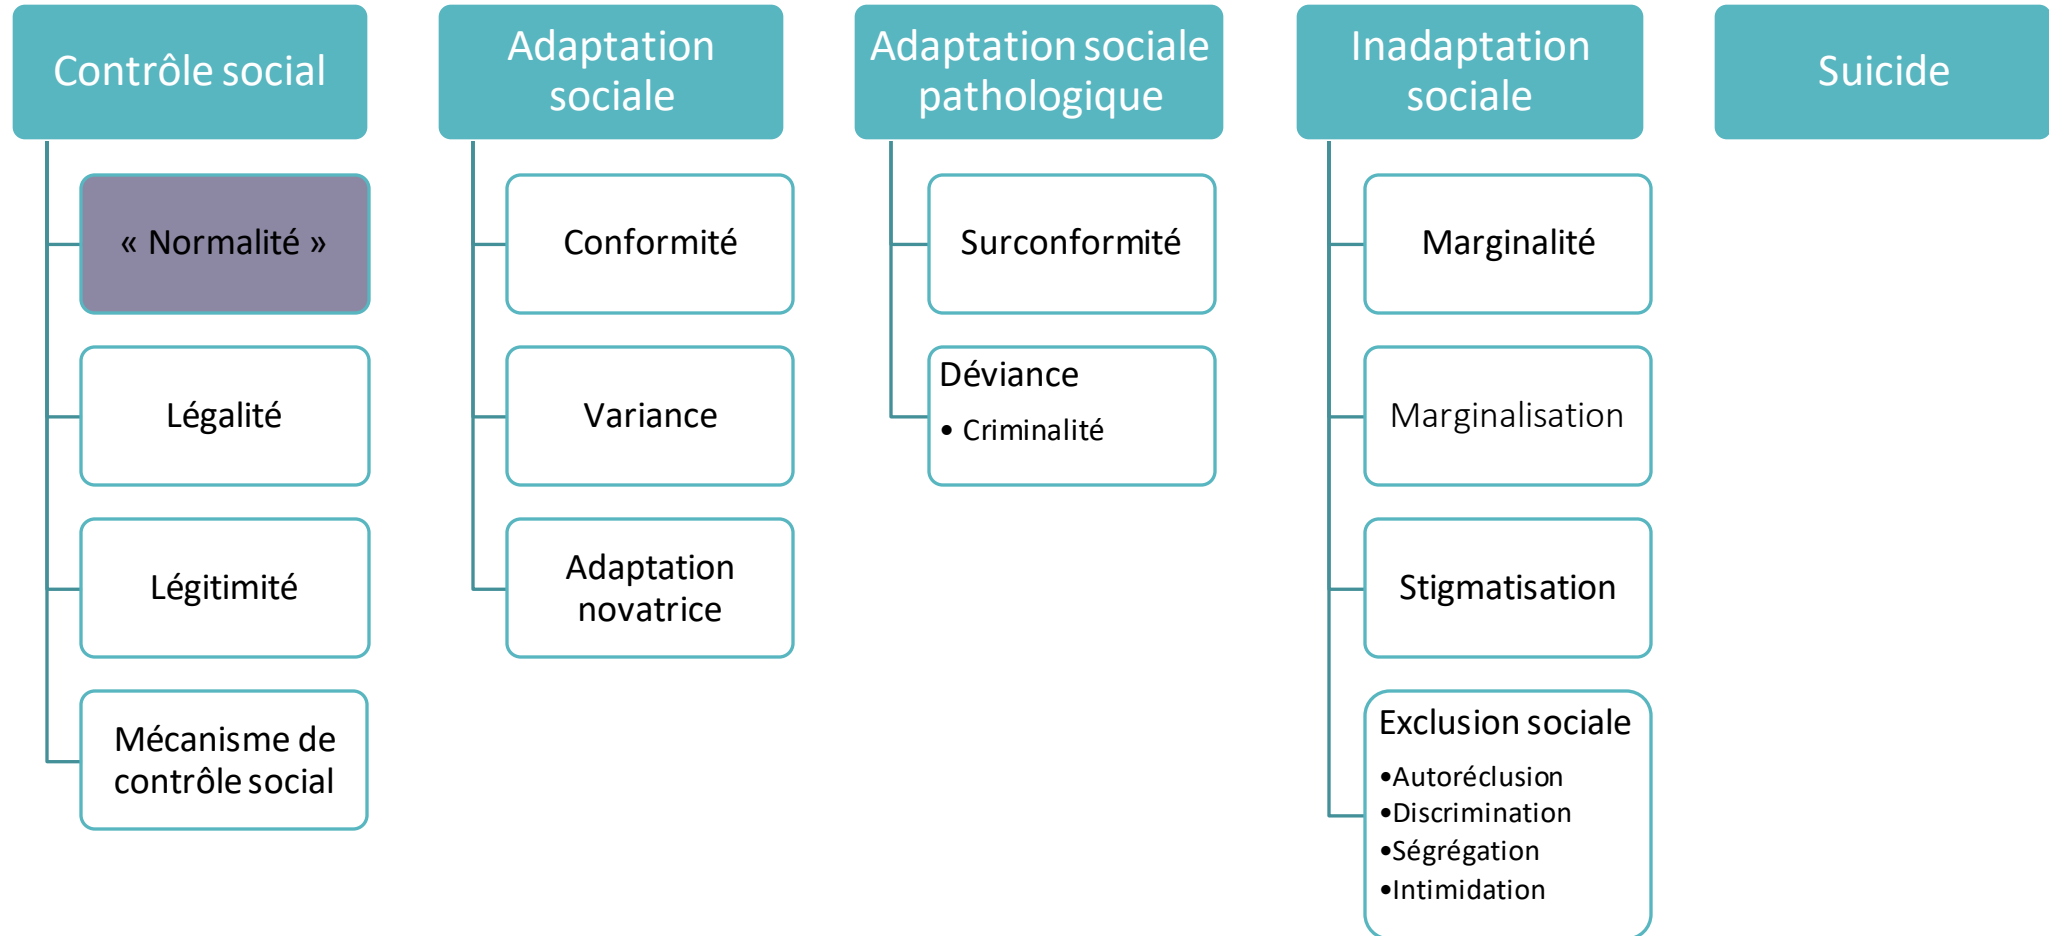 Contrôle social
« Normalité »
Légalité
Légitimité
Mécanisme de
contrôle social
Adaptation
sociale
Conformité
Variance
Adaptation
novatrice
Adaptation sociale
pathologique
Surconformité
Déviance
• Criminalité
Inadaptation
sociale
Marginalité
Marginalisation
Stigmatisation
Exclusion sociale
•Autoréclusion
•Discrimination
•Ségrégation
•Intimidation
Suicide